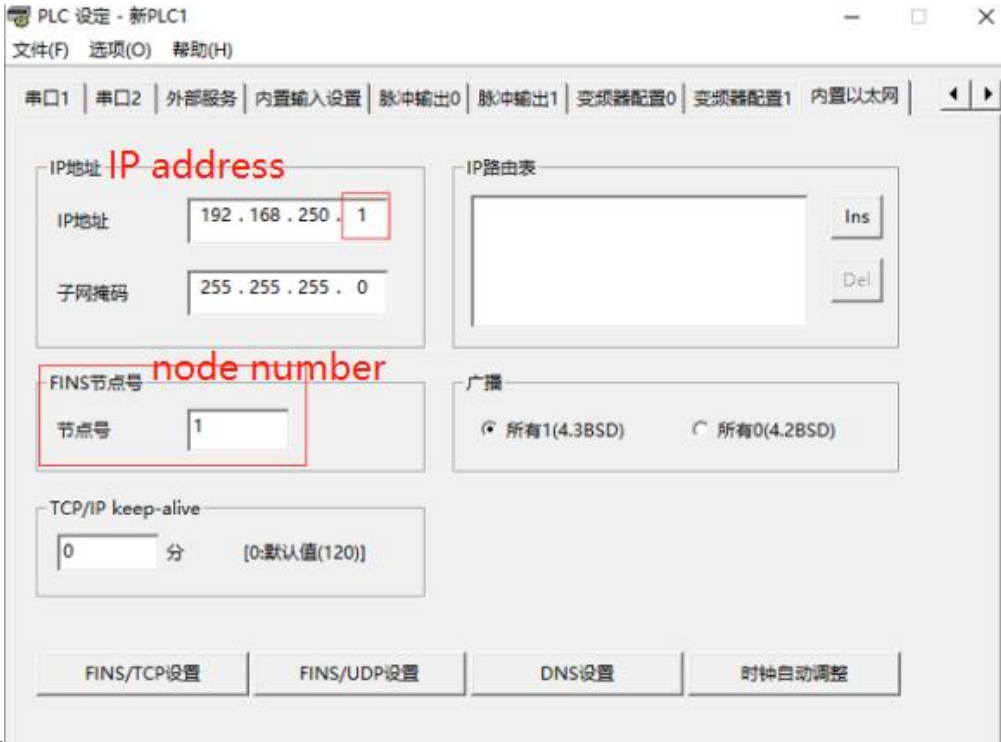 PLC 设定 - 新PLC1
文件(F) 选项(O) 帮助(H)
串口1 串口2 外部服务 内置输入设置 脉冲输出0 脉冲输出1 变频器配置0 变频器配置1 内置以太网
IP地址 IP address
IP地址 192 . 168 . 250 . 1
子网掩码 255 . 255 . 255 . 0
IP路由表
Ins
Del
node number
FINS节点号
节点号 1
广播
所有1(4.3BSD) 所有0(4.2BSD)
TCP/IP keep-alive
0 分 [0:默认值(120)]
FINS/TCP设置 FINS/UDP设置 DNS设置 时钟自动调整